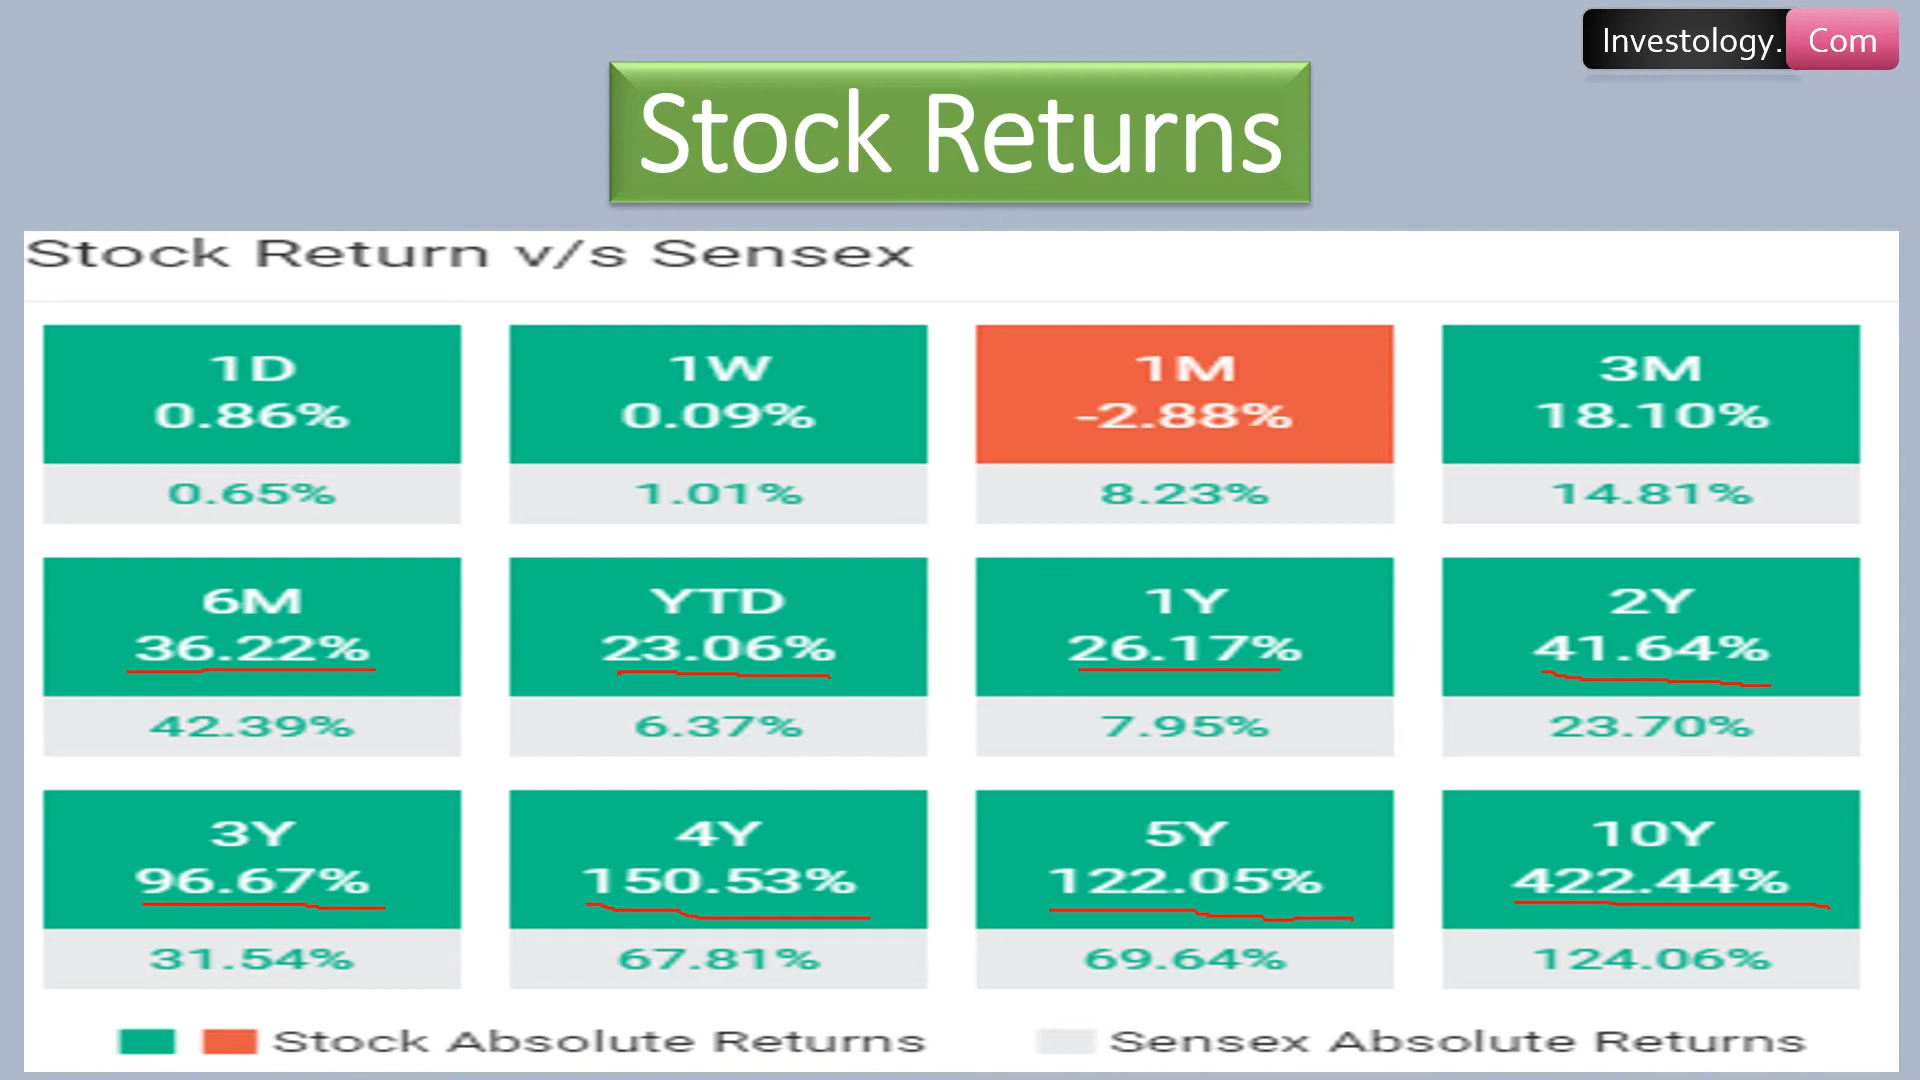 Investology. Com
Stock Returns
Stock Return v/s Sensex
1D 1W 1M 3M
0.86% 0.09% -2.88% 18.10%
0.65% 1.01% 8.23% 14.81%
6M YTD 1Y 2Y
36.22% 23.06% 26.17% 41.64%
42.39% 6.37% 7.95% 23.70%
3Y 4Y 5Y 10Y
96.67% 150.53% 122.05% 422.44%
31.54% 67.81% 69.64% 124.06%
Stock Absolute Returns Sensex Absolute Returns